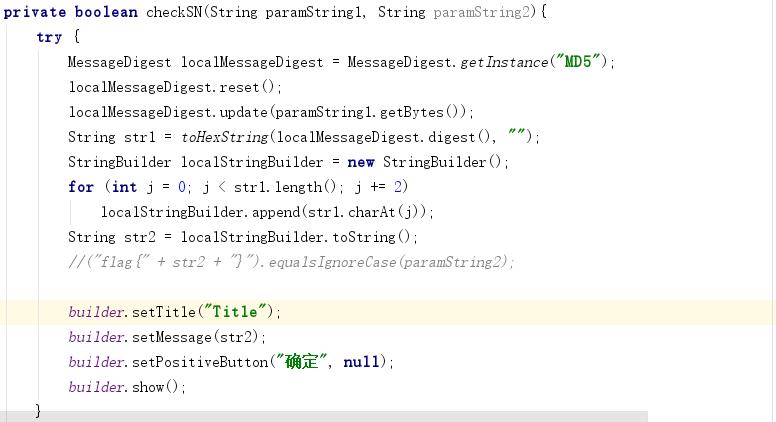 private boolean checkSN(String paramString1, String paramString2){
try {
MessageDigest localMessageDigest = MessageDigest.getInstance("MD5");
localMessageDigest.reset();
localMessageDigest.update(paramString1.getBytes());
String str1 = toHexString(localMessageDigest.digest(), "");
StringBuilder localStringBuilder = new StringBuilder();
for (int j = 0; j < str1.length(); j += 2)
localStringBuilder.append(str1.charAt(j));
String str2 = localStringBuilder.toString();
//("flag{" + str2 + "}").equalsIgnoreCase(paramString2);
builder.setTitle("Title");
builder.setMessage(str2);
builder.setPositiveButton("确定", null);
builder.show();
}